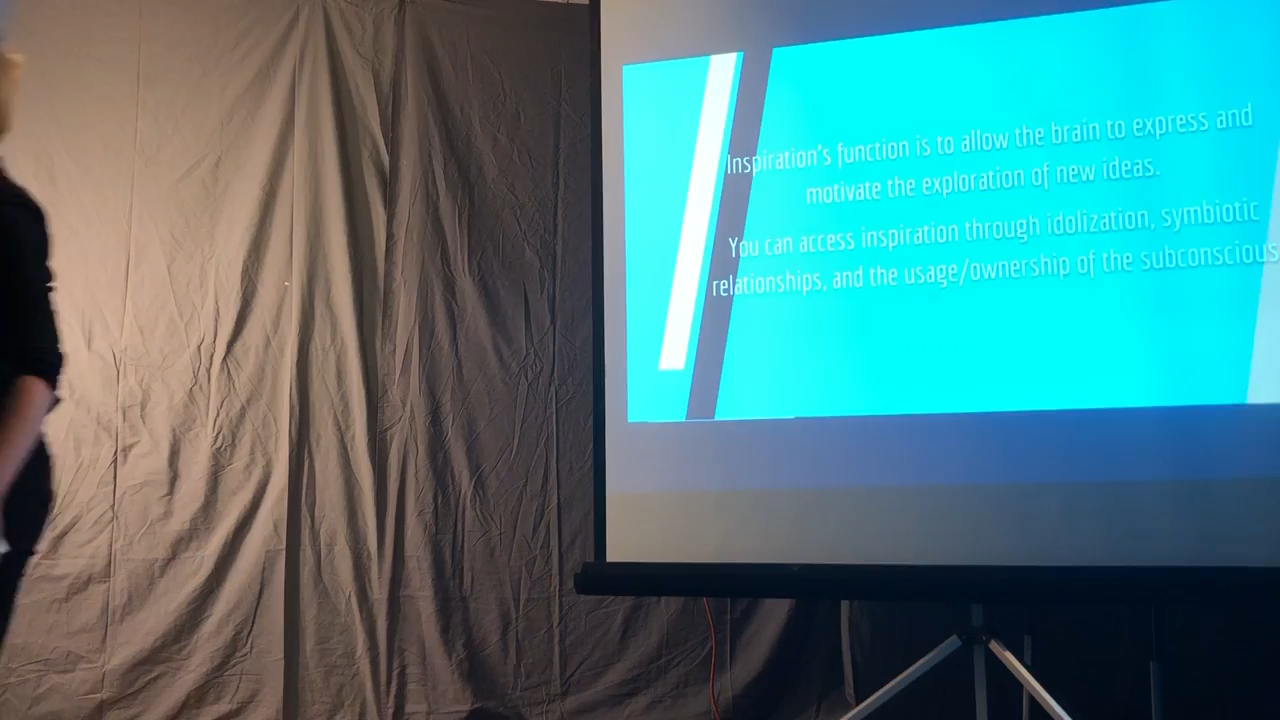 Inspiration's function is to allow the brain to express and
motivate the exploration of new ideas.
You can access inspiration through idolization, symbiotic
relationships, and the usage/ownership of the subconscious